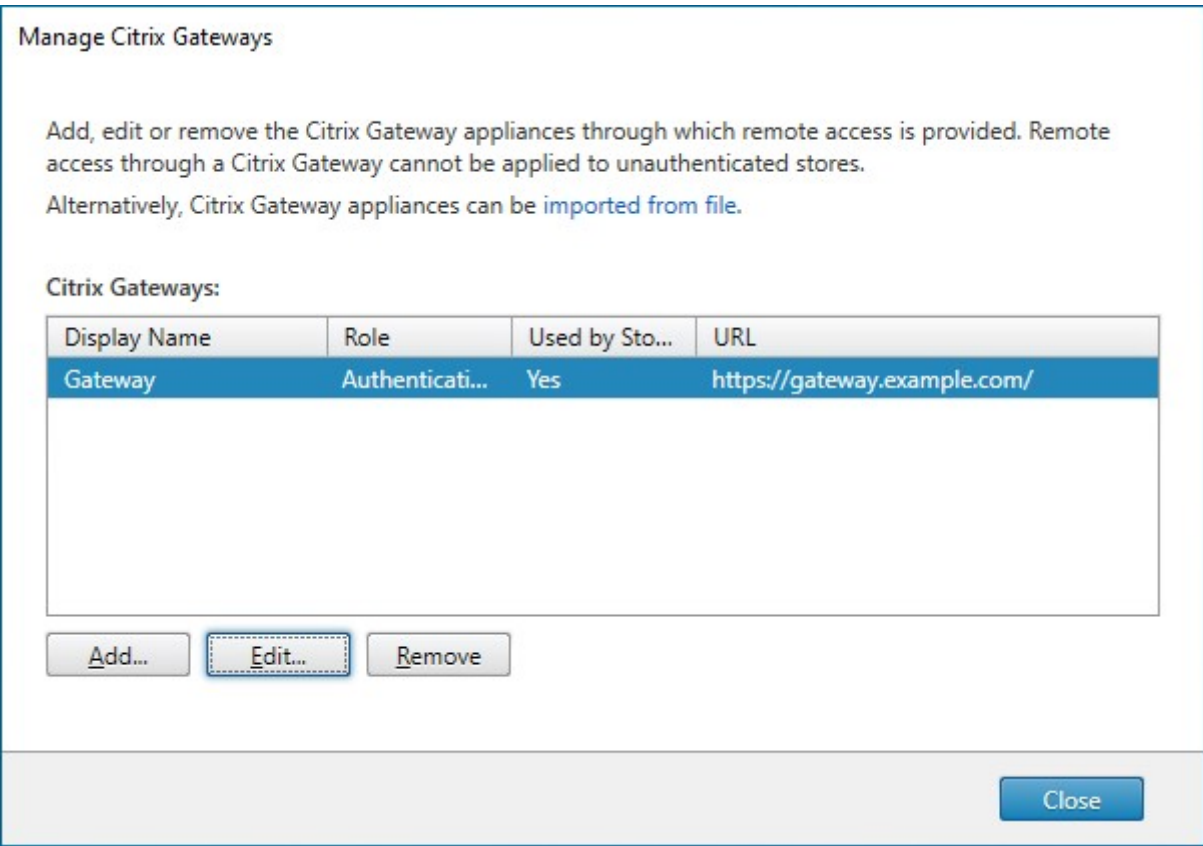 Manage Citrix Gateways
Add, edit or remove the Citrix Gateway appliances through which remote access is provided. Remote
access through a Citrix Gateway cannot be applied to unauthenticated stores.
Alternatively, Citrix Gateway appliances can be imported from file.
Citrix Gateways:
Display Name Role Used by Sto... URL
Gateway Authenticati... Yes https://gateway.example.com/
Add... Edit... Remove
Close